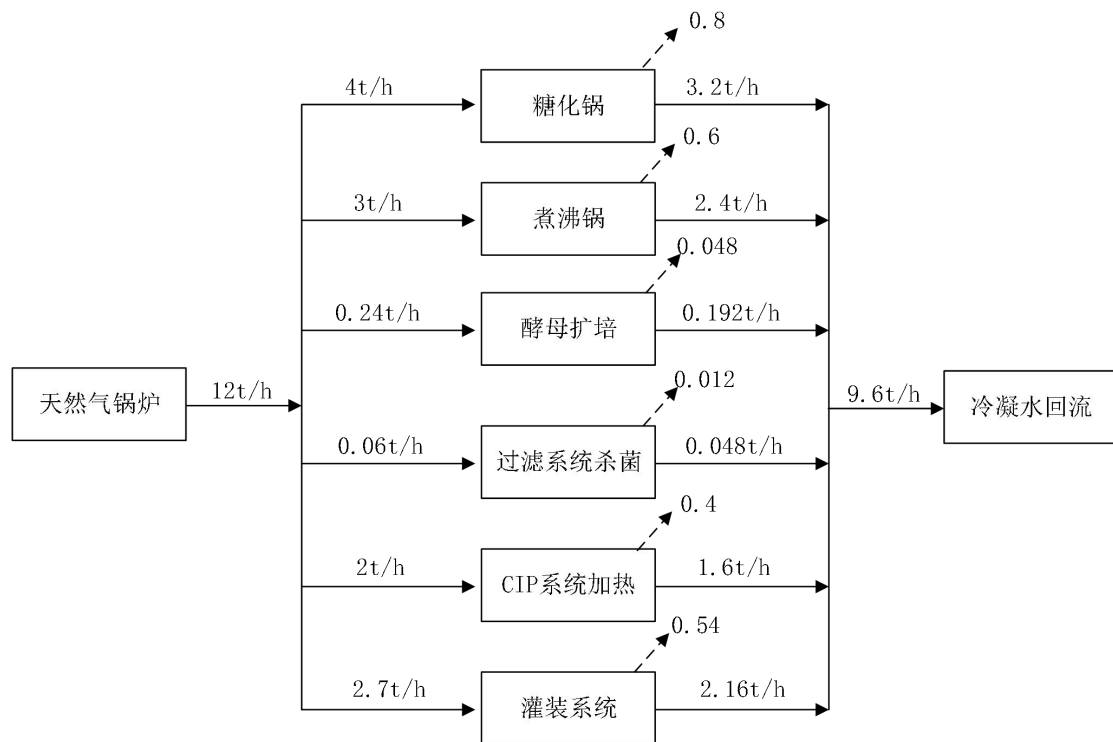 0.8
4t/h
糖化锅
3.2t/h
0.6
3t/h
煮沸锅
2.4t/h
0.048
0.24t/h
酵母扩培
0.192t/h
天然气锅炉
12t/h
0.012
9.6t/h
冷凝水回流
0.06t/h
过滤系统杀菌
0.048t/h
0.4
2t/h
CIP系统加热
1.6t/h
0.54
2.7t/h
灌装系统
2.16t/h